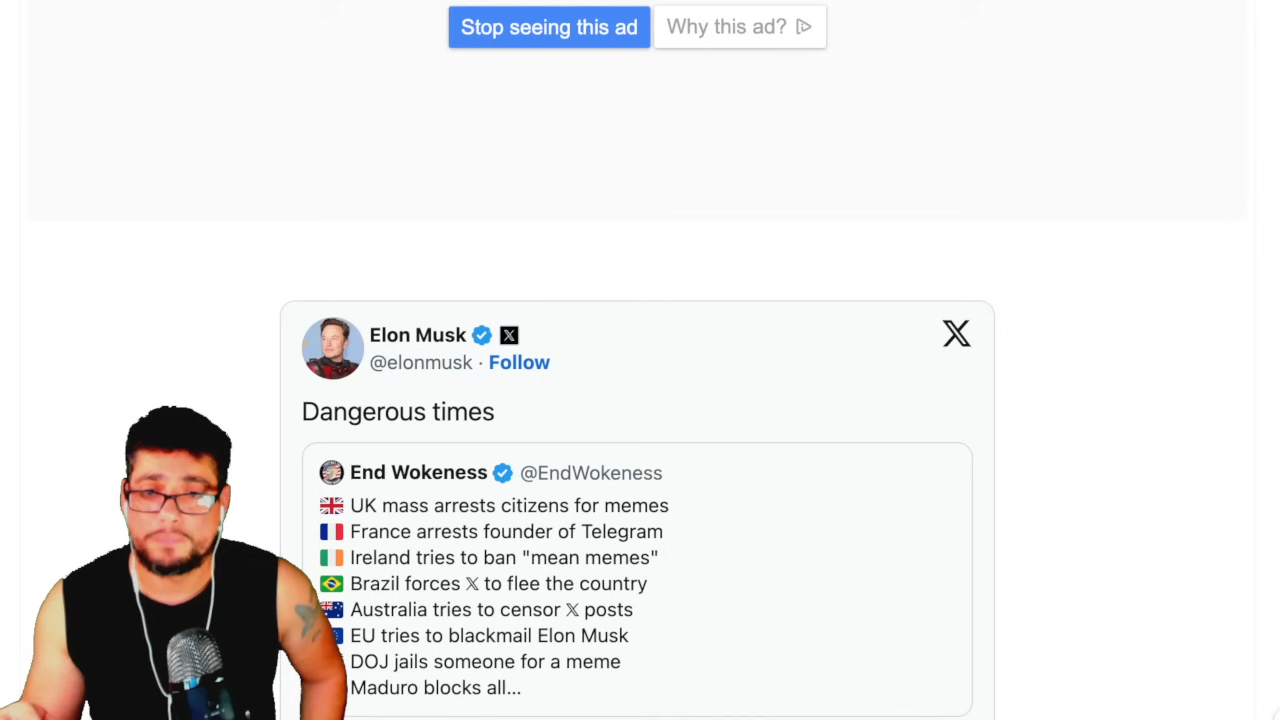 Stop seeing this ad
Why this ad?
Elon Musk
@elonmusk · Follow
Dangerous times
End Wokeness @EndWokeness
UK mass arrests citizens for memes
France arrests founder of Telegram
Ireland tries to ban "mean memes"
Brazil forces 𝕏 to flee the country
Australia tries to censor 𝕏 posts
EU tries to blackmail Elon Musk
DOJ jails someone for a meme
Maduro blocks all...